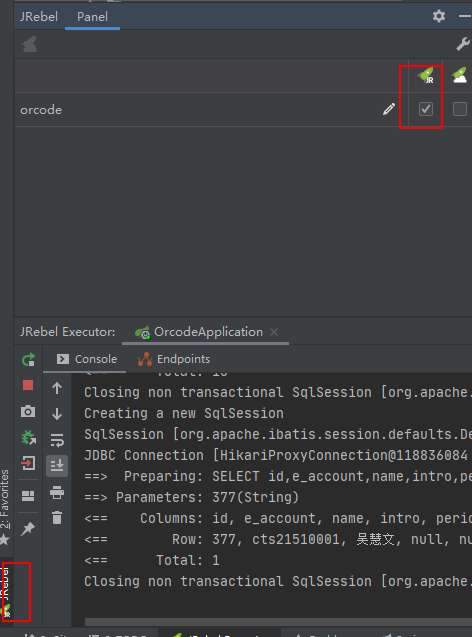 JRebel Panel
JR
orcode
JRebel Executor: OrcodeApplication
Console Endpoints
Closing non transactional SqlSession [org.apache.
Creating a new SqlSession
SqlSession [org.apache.ibatis.session.defaults.De
JDBC Connection [HikariProxyConnection@118836084
==>  Preparing: SELECT id,e_account,name,intro,pe
==> Parameters: 377(String)
<==    Columns: id, e_account, name, intro, perio
<==        Row: 377, cts21510001, 吴慧文, null, nu
<==      Total: 1
Closing non transactional SqlSession [org.apache.
2: Favorites
JRebel